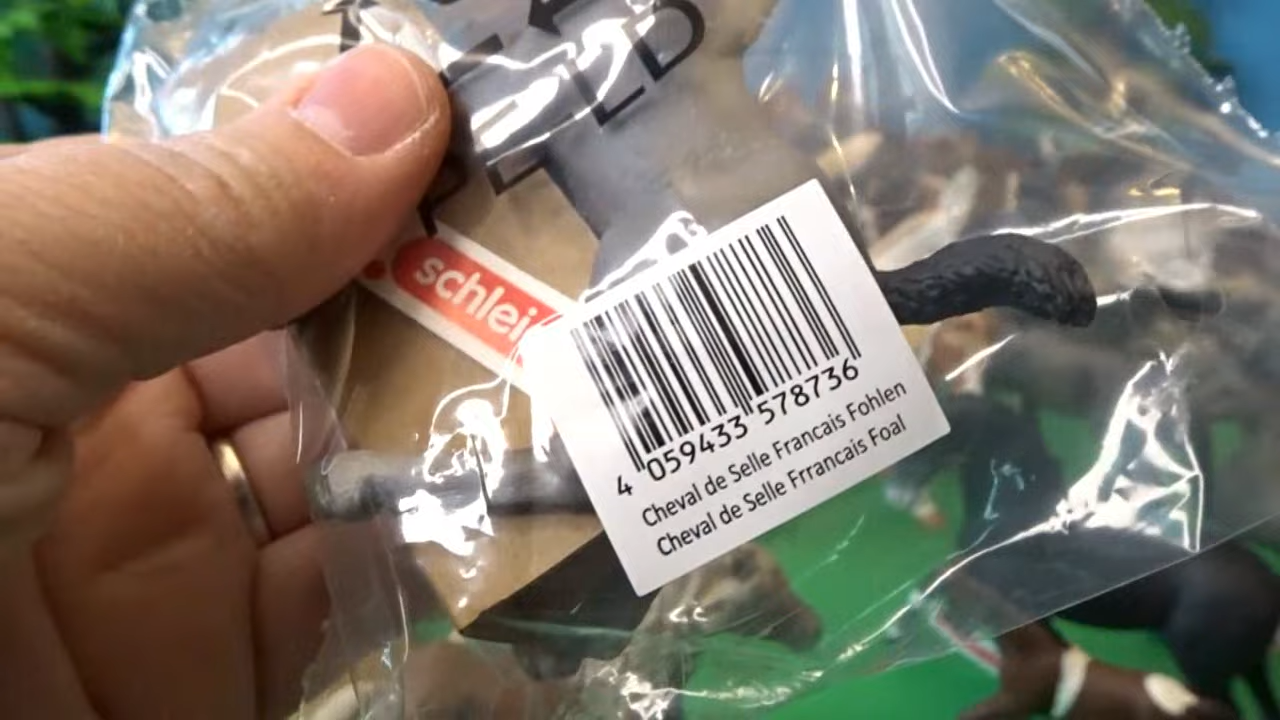 schlei
4 059433 578736
Cheval de Selle Francais Fohlen
Cheval de Selle Frrancais Foal